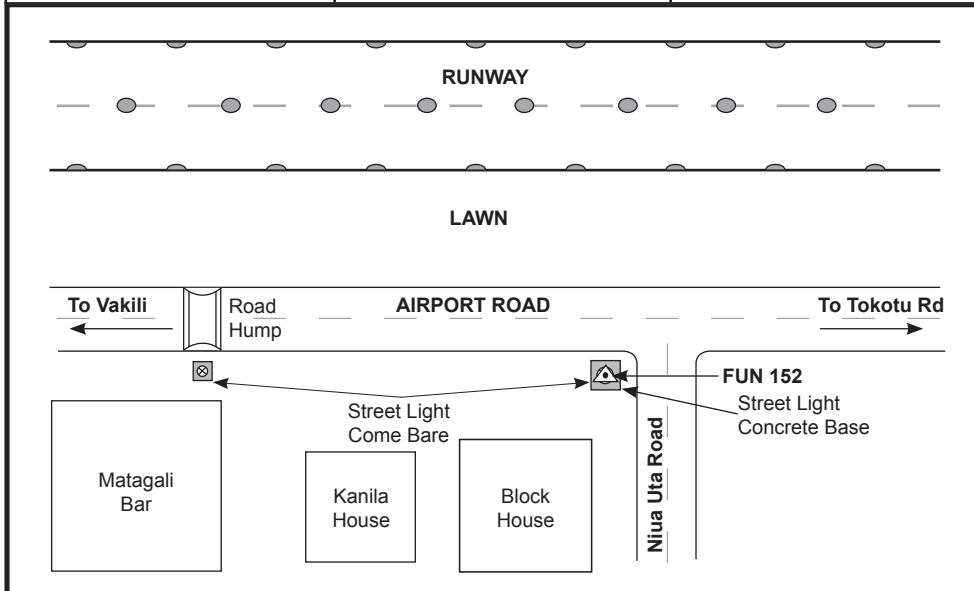 RUNWAY
LAWN
To Vakili
Road
Hump
AIRPORT ROAD
To Tokotu Rd
FUN 152
Street Light
Concrete Base
Street Light
Come Bare
Matagali
Bar
Kanila
House
Block
House
Niua Uta Road